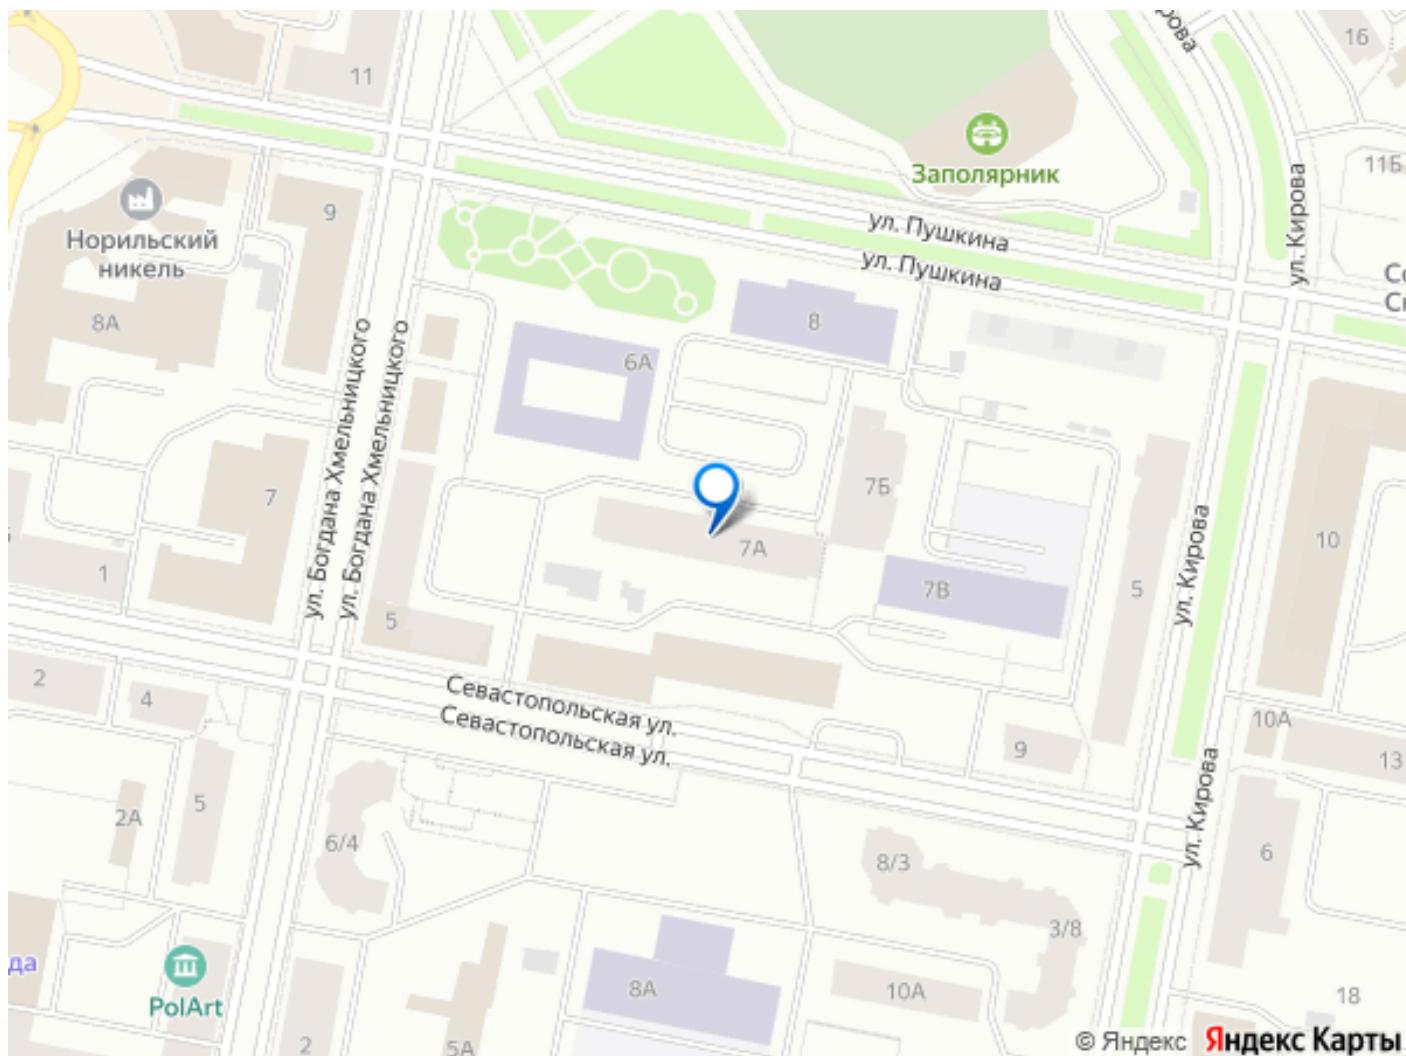 11
16
Заполярник
11Б
Норильский
никель
9
ул. Пушкина
ул. Пушкина
ул. Кирова
8А
8
6А
ул. Богдана Хмельницкого
ул. Богдана Хмельницкого
7
7Б
7А
10
1
7В
5
ул. Кирова
5
2
4
Севастопольская ул.
Севастопольская ул.
9
10А
13
5
2А
6/4
8/3
ул. Кирова
6
3/8
да
PolArt
8А
10А
18
2
5А
© Яндекс Яндекс Карты